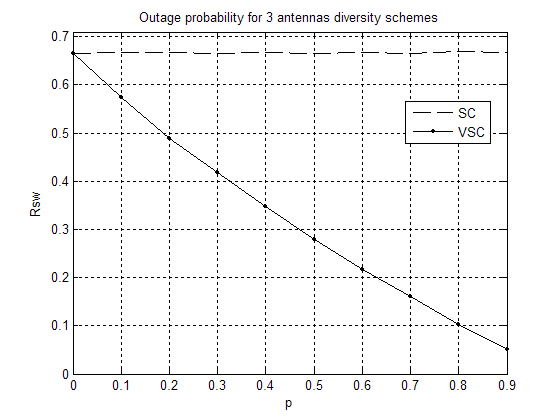 Outage probability for 3 antennas diversity schemes
0.7
0.6
0.5
0.4
0.3
0.2
0.1
0
Rsw
SC
VSC
0 0.1 0.2 0.3 0.4 0.5 0.6 0.7 0.8 0.9
p